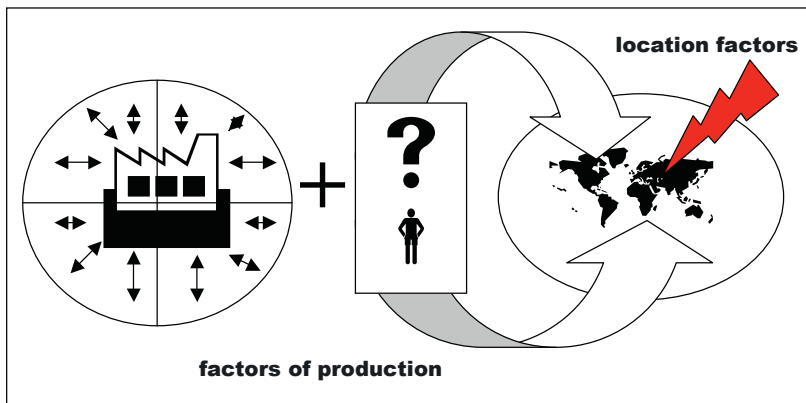 location factors
+
?
factors of production